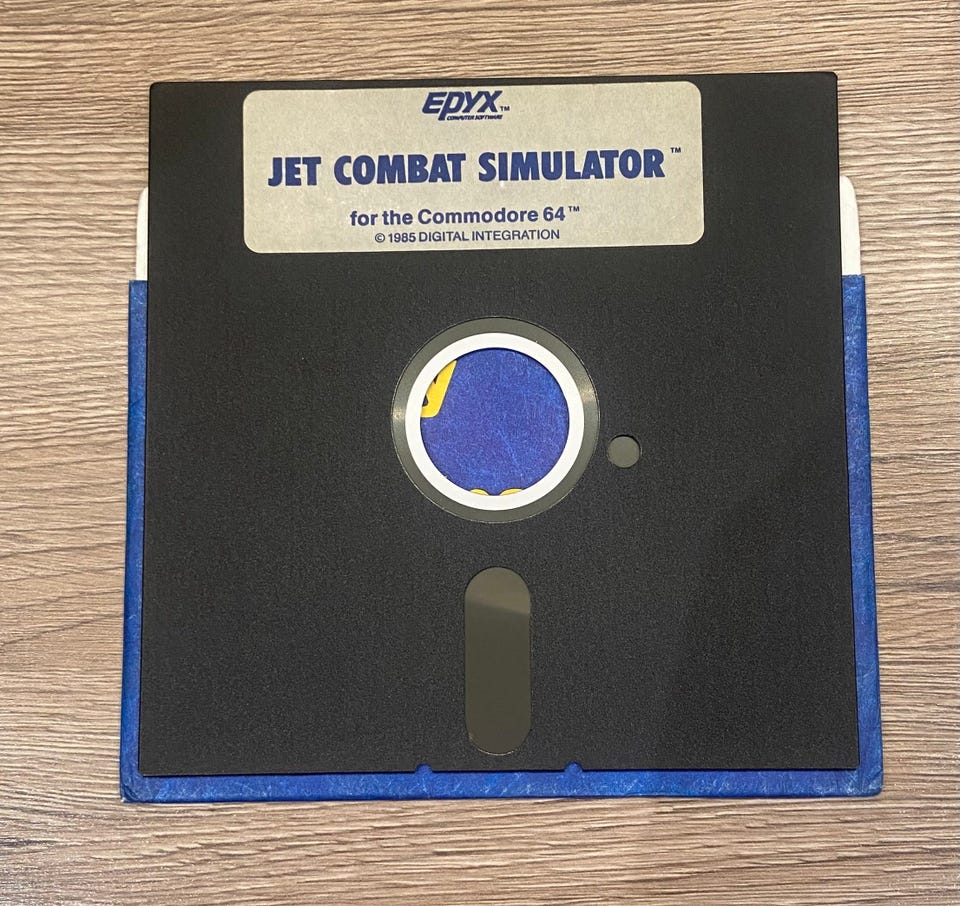 EPYX™
COMPUTER SOFTWARE
JET COMBAT SIMULATOR™
for the Commodore 64™
© 1985 DIGITAL INTEGRATION